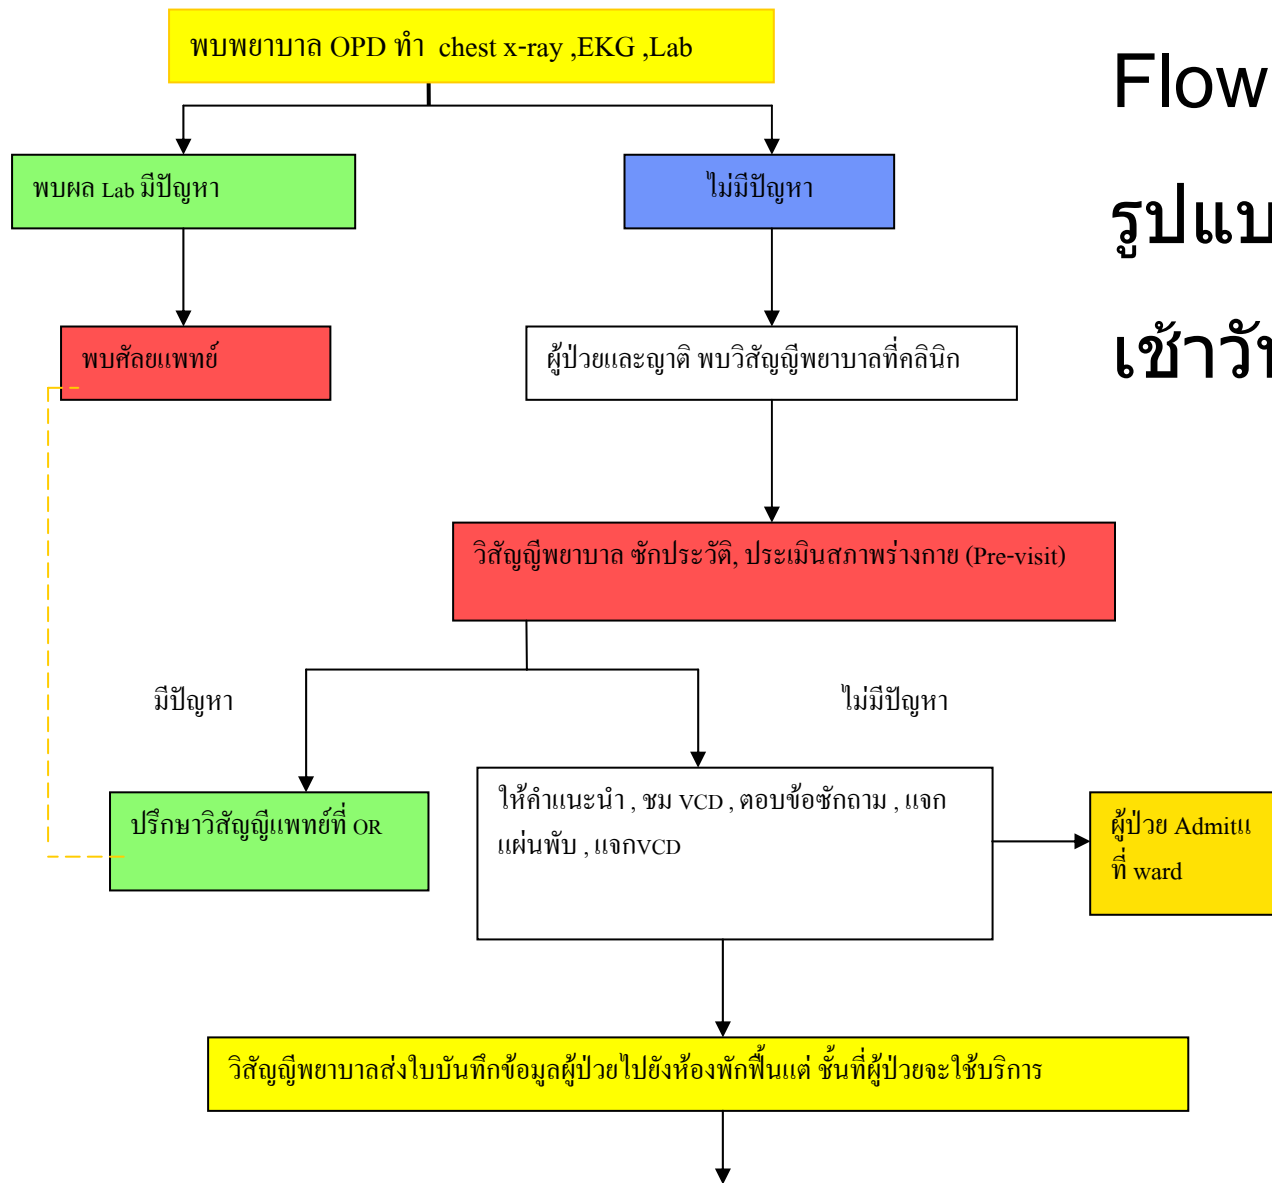 พบพยาบาล OPD ทำ chest x-ray ,EKG ,Lab
Flow
รูปแบ
เช้าวัน
พบผล Lab มีปัญหา
ไม่มีปัญหา
พบศัลยแพทย์
ผู้ป่วยและญาติ พบวิสัญญีพยาบาลที่คลินิก
วิสัญญีพยาบาล ซักประวัติ, ประเมินสภาพร่างกาย (Pre-visit)
มีปัญหา
ไม่มีปัญหา
ปรึกษาวิสัญญีแพทย์ที่ OR
ให้คำแนะนำ , ชม VCD , ตอบข้อซักถาม , แจก
แผ่นพับ , แจกVCD
ผู้ป่วย Admitแ
ที่ ward
วิสัญญีพยาบาลส่งใบบันทึกข้อมูลผู้ป่วยไปยังห้องพักฟื้นแต่ ชั้นที่ผู้ป่วยจะใช้บริการ